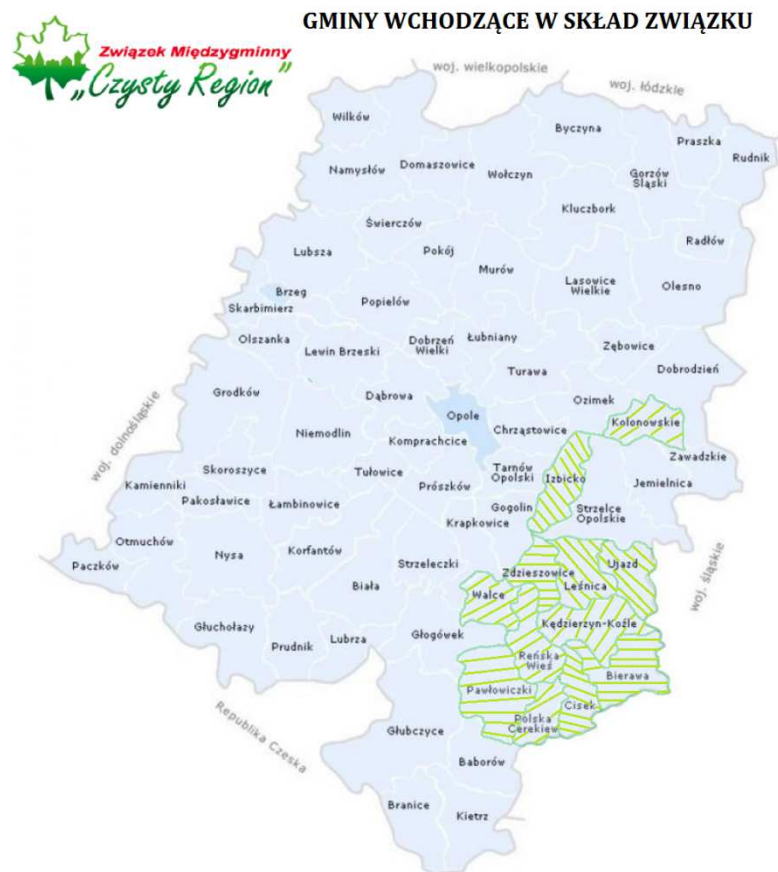 GMINY WCHODZĄCE W SKŁAD ZWIĄZKU
Związek Międzygminny
„Czysty Region”
woj. wielkopolskie
woj. łódzkie
Wilków
Byczyna
Praszka
Rudnik
Namysłów
Domaszowice
Wołczyn
Gorzów
Śląski
Kluczbork
Świerczów
Radłów
Lubsza
Pokój
Murów
Lasowice
Wielkie
Olesno
Brzeg
Skarbimierz
Popielów
Olszanka
Lewin Brzeski
Dobrzeń
Wielki
Łubniany
Zębowice
Turawa
Dobrodzień
Grodków
Dąbrowa
Ozimek
Opole
woj. dolnośląskie
Niemodlin
Komprachcice
Chrząstowice
Kolonowskie
Zawadzkie
Skoroszyce
Tułowice
Tarnów
Opolski
Izbicko
Jemielnica
Kamienniki
Pakosławice
Łambinowice
Prószków
Gogolin
Strzelce
Opolskie
Krapkowice
Otmuchów
Nysa
Korfantów
Strzeleczki
Paczków
Zdzieszowice
Ujazd
woj. śląskie
Biała
Walce
Leśnica
Głuchołazy
Prudnik
Lubrza
Głogówek
Kędzierzyn-Koźle
Reńska
Wieś
Bierawa
Pawłowiczki
Cisek
Republika Czeska
Głubczyce
Polska
Cerekiew
Baborów
Branice
Kietrz